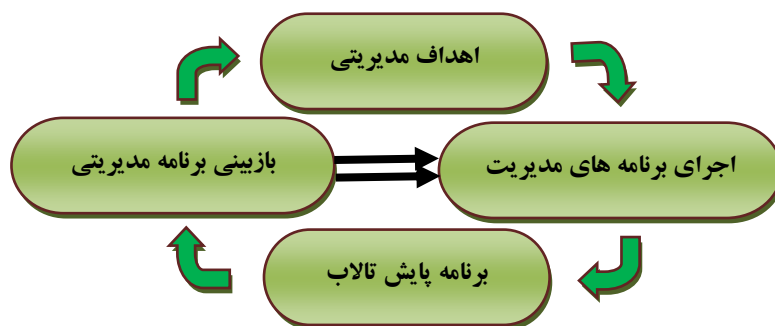 اهداف مدیریتی
اجرای برنامه های مدیریت
بازبینی برنامه مدیریتی
برنامه پایش تالاب